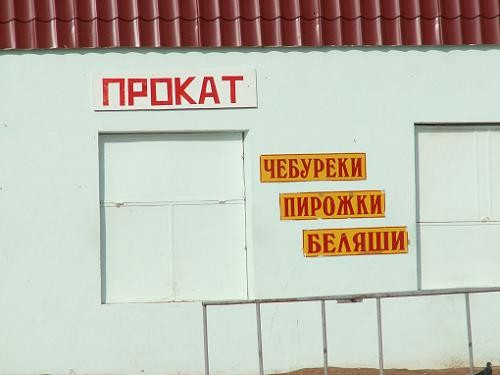 ПРОКАТ
ЧЕБУРЕКИ
ПИРОЖКИ
БЕЛЯШИ